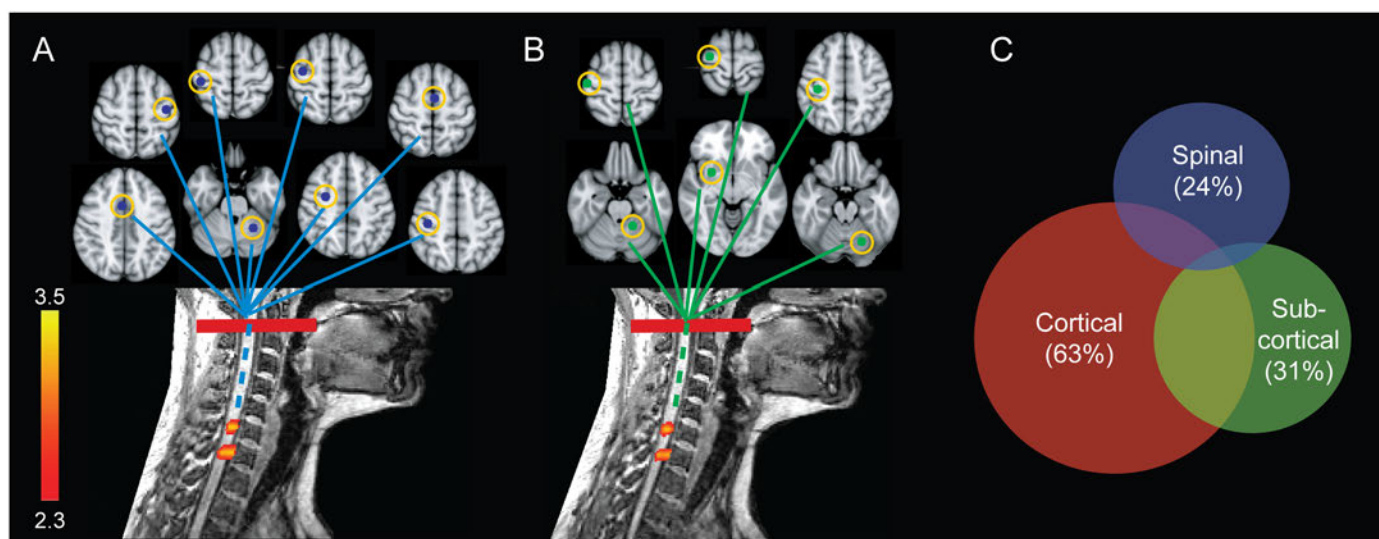 A
B
C
3.5
2.3
Spinal
(24%)
Cortical
(63%)
Sub-
cortical
(31%)